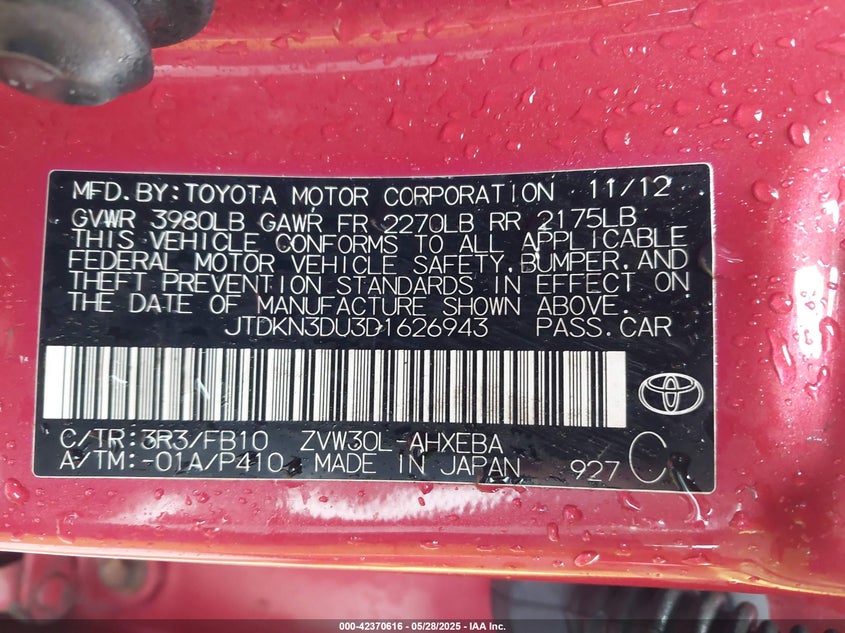 MFD.BY:TOYOTA MOTOR CORPORATION 11/12
GVWR 3980LB GAWR FR 2270LB RR 2175LB
THIS VEHICLE CONFORMS TO ALL APPLICABLE
FEDERAL MOTOR VEHICLE SAFETY,BUMPER,AND
THEFT PREVENTION STANDARDS IN EFFECT ON
THE DATE OF MANUFACTURE SHOWN ABOVE.
JTDKN3DU3D1626943 PASS.CAR
C/TR:3R3/FB10 ZVW30L-AHXEBA
A/TM:-01A/P410 MADE IN JAPAN 927 C
000-42370616 - 05/28/2025 - IAA Inc.